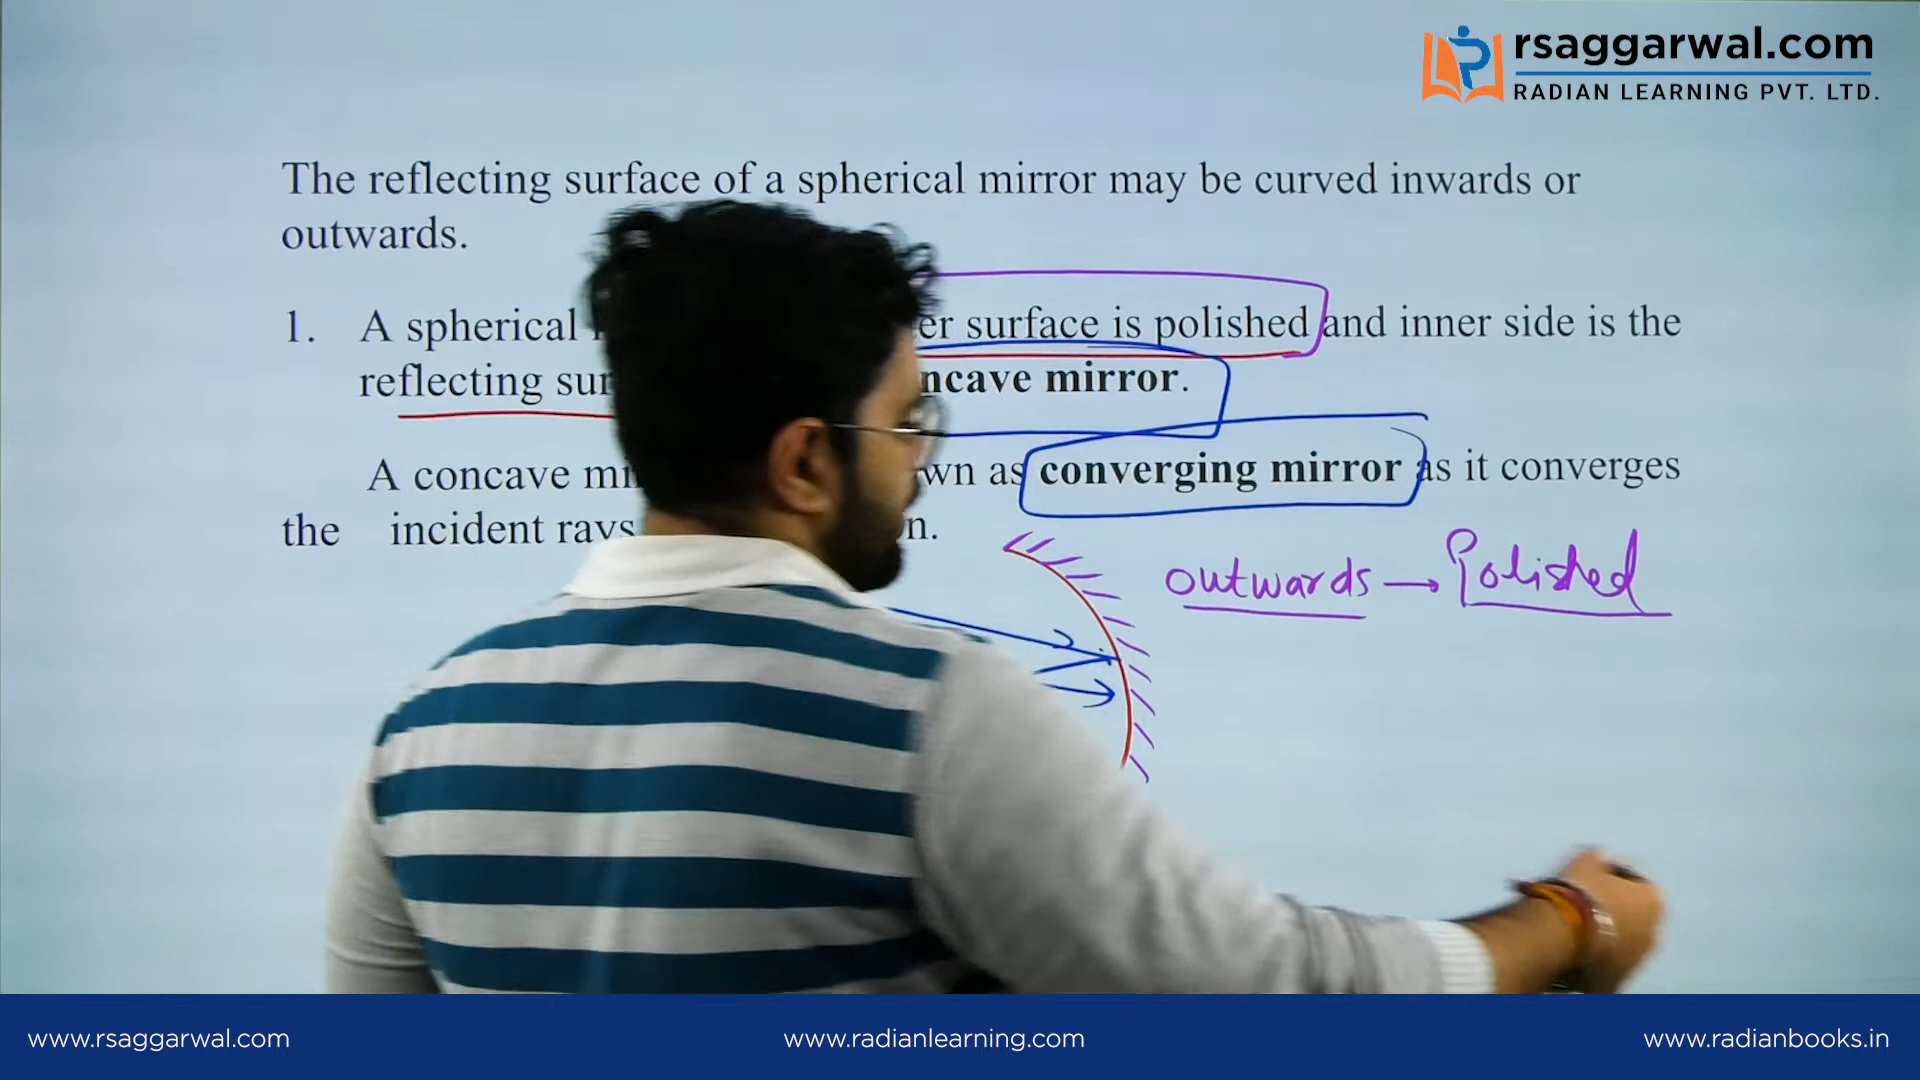 rsaggarwal.com
RADIAN LEARNING PVT. LTD.
The reflecting surface of a spherical mirror may be curved inwards or
outwards.
1. A spherical er surface is polished and inner side is the
reflecting sur ncave mirror.
A concave mi wn as converging mirror as it converges
the incident rays n.
outwards → Polished
www.rsaggarwal.com www.radianlearning.com www.radianbooks.in